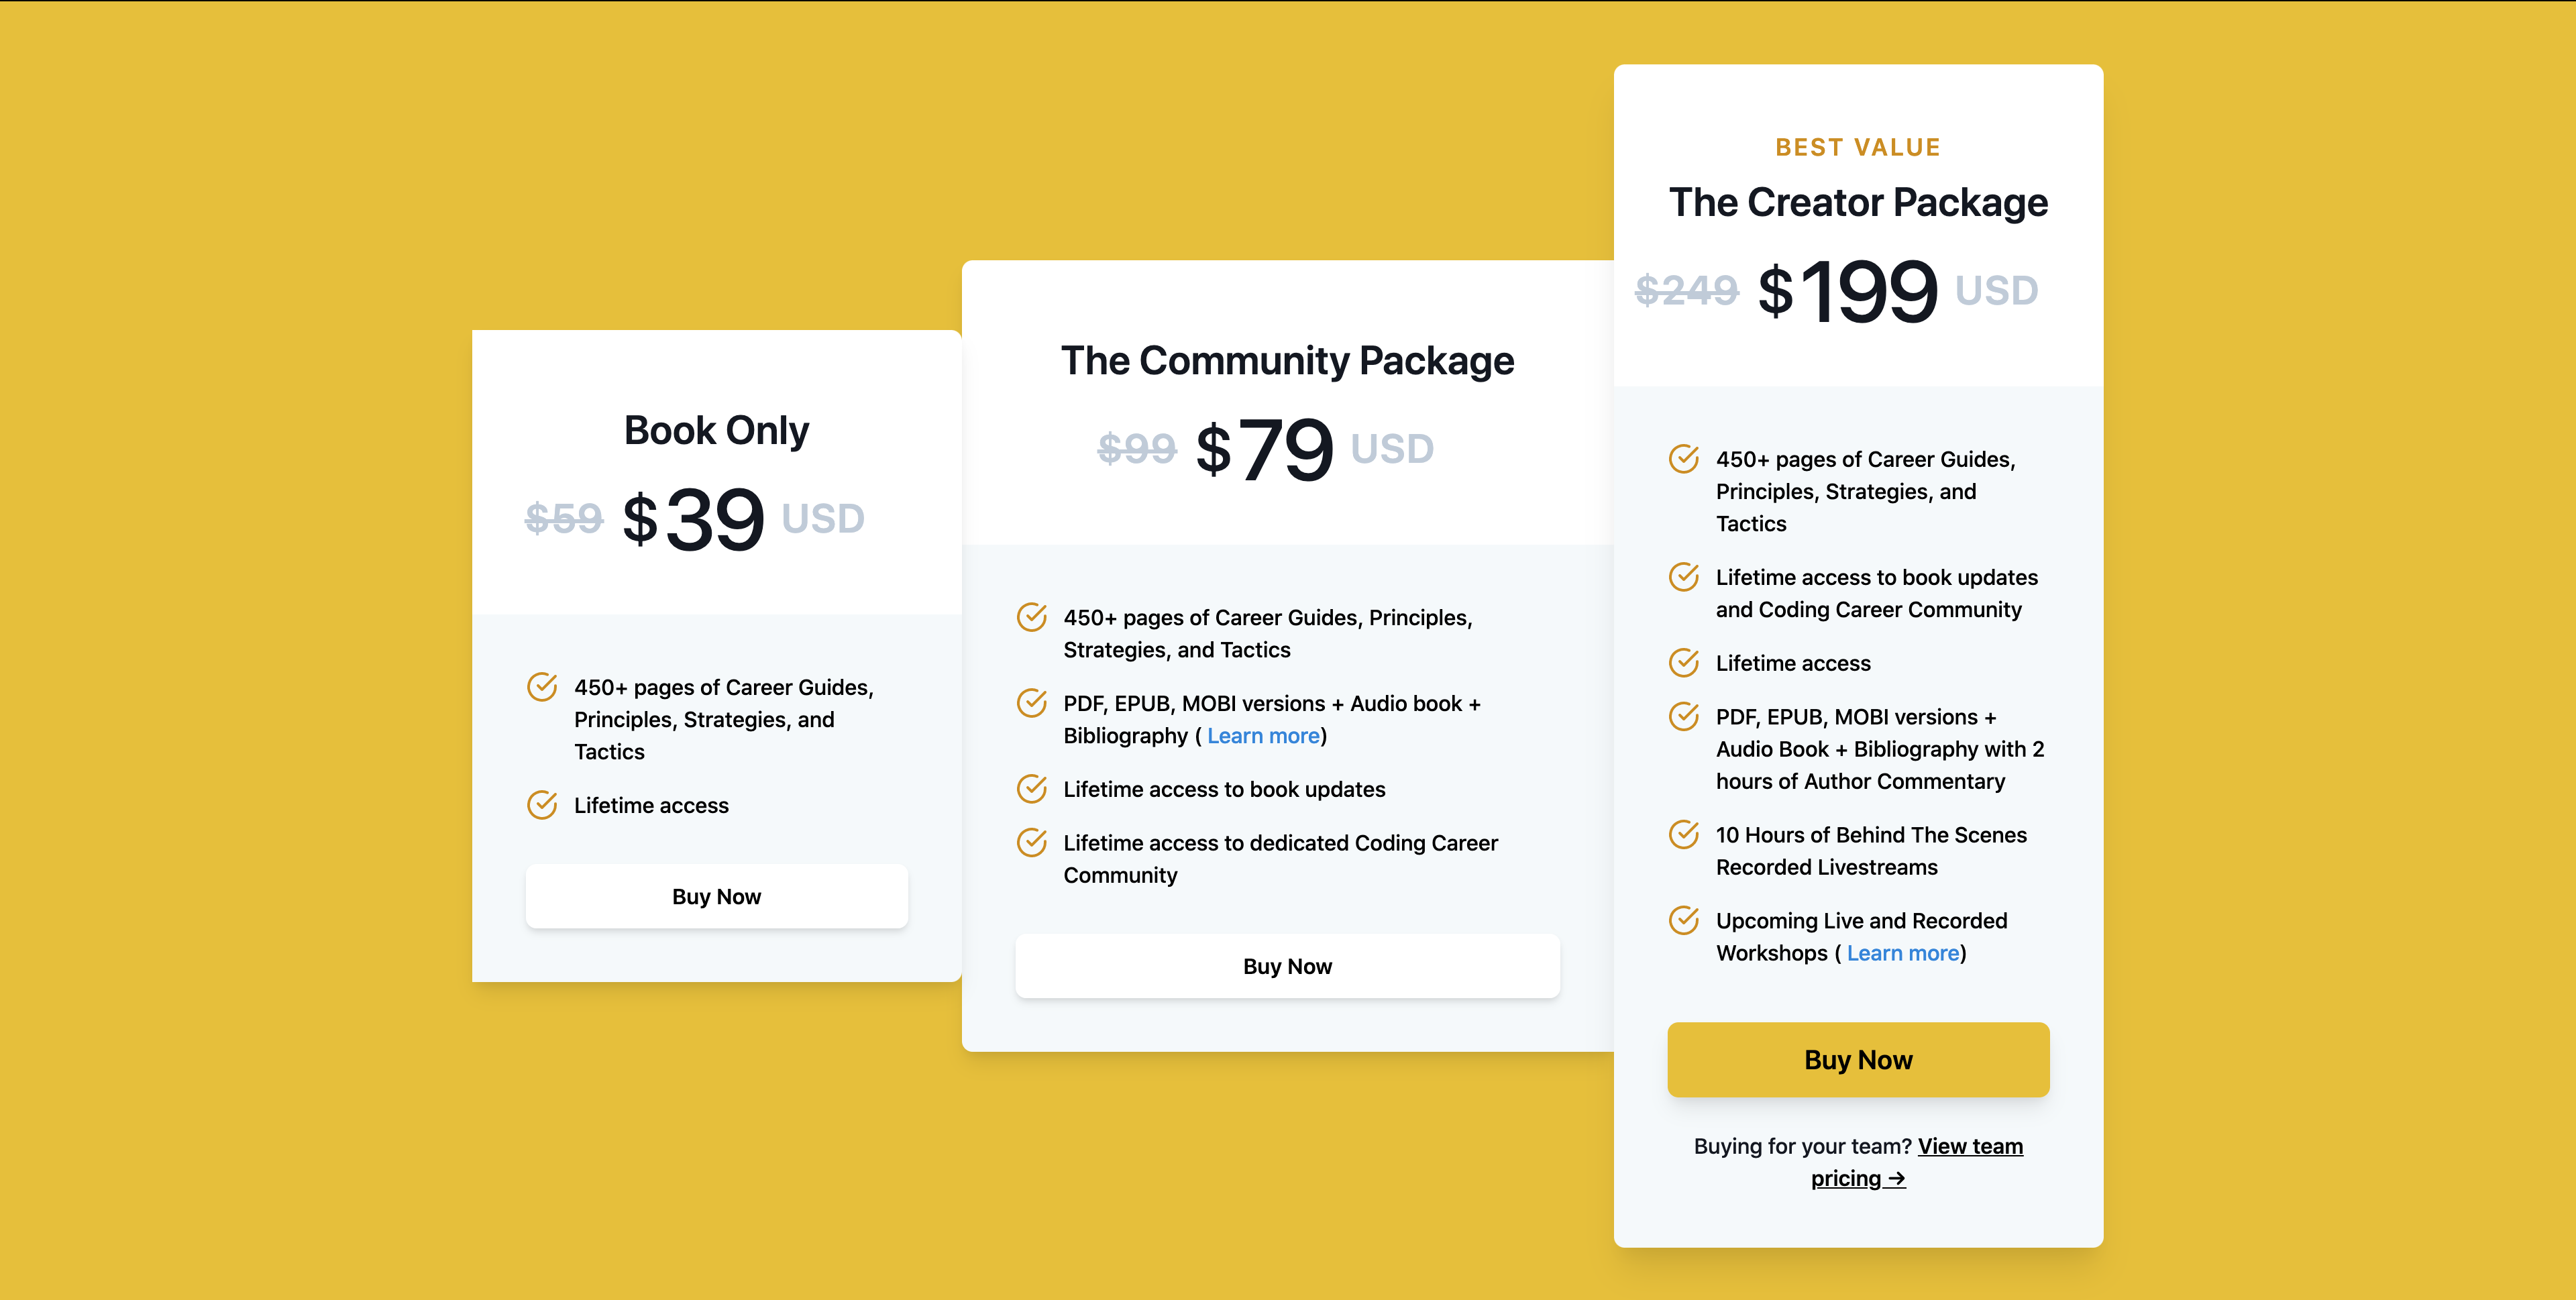 Book Only
$59 $39 USD
450+ pages of Career Guides,
Principles, Strategies, and
Tactics
Lifetime access
Buy Now
The Community Package
$99 $79 USD
450+ pages of Career Guides, Principles,
Strategies, and Tactics
PDF, EPUB, MOBI versions + Audio book +
Bibliography ( Learn more)
Lifetime access to book updates
Lifetime access to dedicated Coding Career
Community
Buy Now
BEST VALUE
The Creator Package
$249 $199 USD
450+ pages of Career Guides,
Principles, Strategies, and
Tactics
Lifetime access to book updates
and Coding Career Community
Lifetime access
PDF, EPUB, MOBI versions +
Audio Book + Bibliography with 2
hours of Author Commentary
10 Hours of Behind The Scenes
Recorded Livestreams
Upcoming Live and Recorded
Workshops ( Learn more)
Buy Now
Buying for your team? View team
pricing →